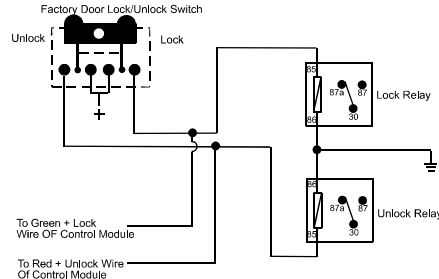 Factory Door Lock/Unlock Switch
Unlock
Lock
+
85
87a
87
30
86
Lock Relay
86
87a
87
30
85
Unlock Relay
To Green + Lock
Wire OF Control Module
To Red + Unlock Wire
Of Control Module